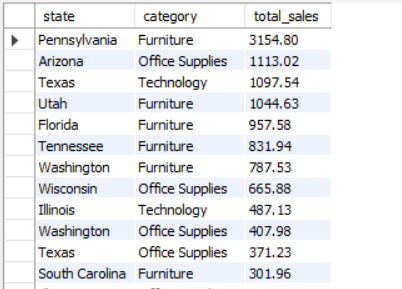 state category total_sales
Pennsylvania Furniture 3154.80
Arizona Office Supplies 1113.02
Texas Technology 1097.54
Utah Furniture 1044.63
Florida Furniture 957.58
Tennessee Furniture 831.94
Washington Furniture 787.53
Wisconsin Office Supplies 665.88
Illinois Technology 487.13
Washington Office Supplies 407.98
Texas Office Supplies 371.23
South Carolina Furniture 301.96